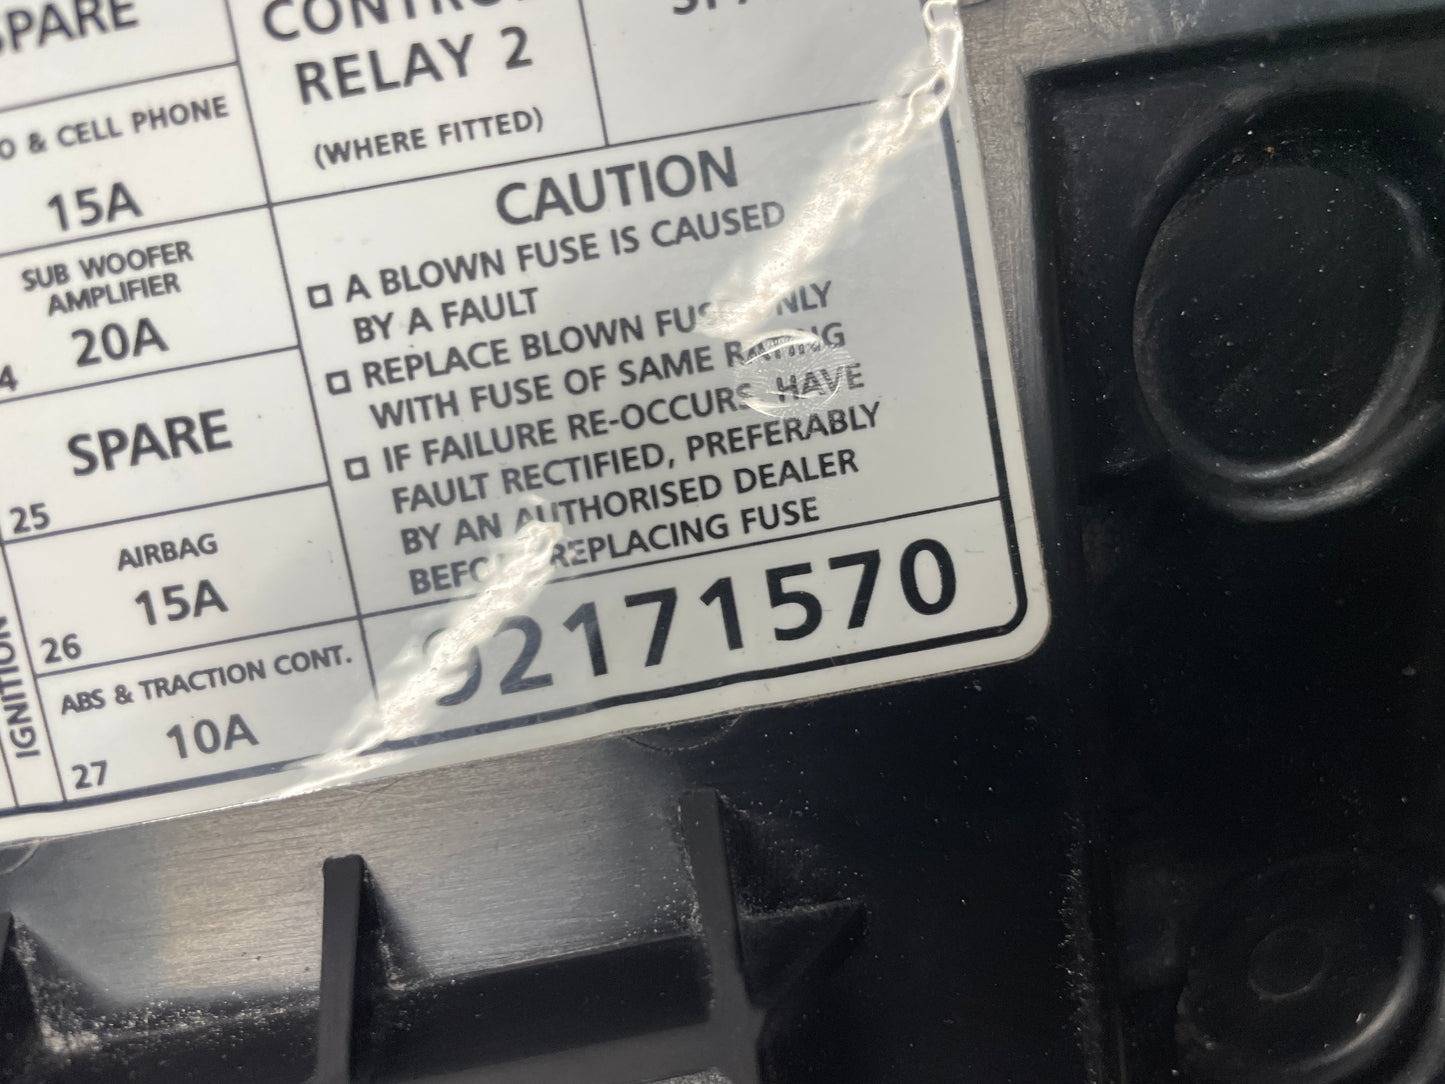 SPARE
& CELL PHONE
15A
SUB WOOFER
AMPLIFIER
20A
SPARE
25
AIRBAG
15A
26
ABS & TRACTION CONT.
10A
27
IGNITION
RELAY 2
(WHERE FITTED)
CAUTION
A BLOWN FUSE IS CAUSED
BY A FAULT
REPLACE BLOWN FUSE ONLY
WITH FUSE OF SAME RATING
IF FAILURE RE-OCCURS HAVE
FAULT RECTIFIED, PREFERABLY
BY AN AUTHORISED DEALER
BEFORE REPLACING FUSE
92171570